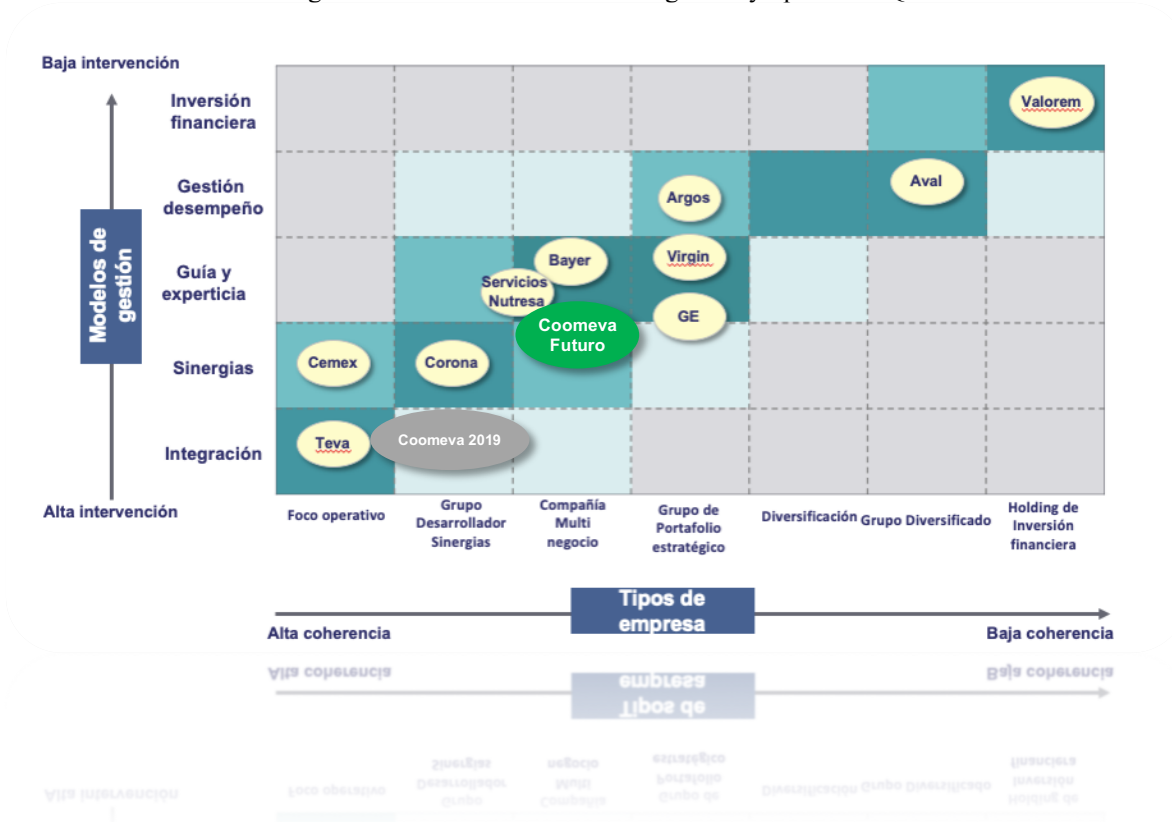 Baja intervención
Inversión
financiera
Valorem
Gestión
desempeño
Argos
Aval
Modelos de
gestión
Guía y
experticia
Bayer
Virgin
Servicios
Nutresa
GE
Coomeva
Futuro
Sinergias
Cemex
Corona
Integración
Teva
Coomeva 2019
Alta intervención
Foco operativo
Grupo
Desarrollador
Sinergias
Compañía
Multi
negocio
Grupo de
Portafolio
estratégico
Diversificación
Grupo Diversificado
Holding de
Inversión
financiera
Tipos de
empresa
Alta coherencia
Baja coherencia